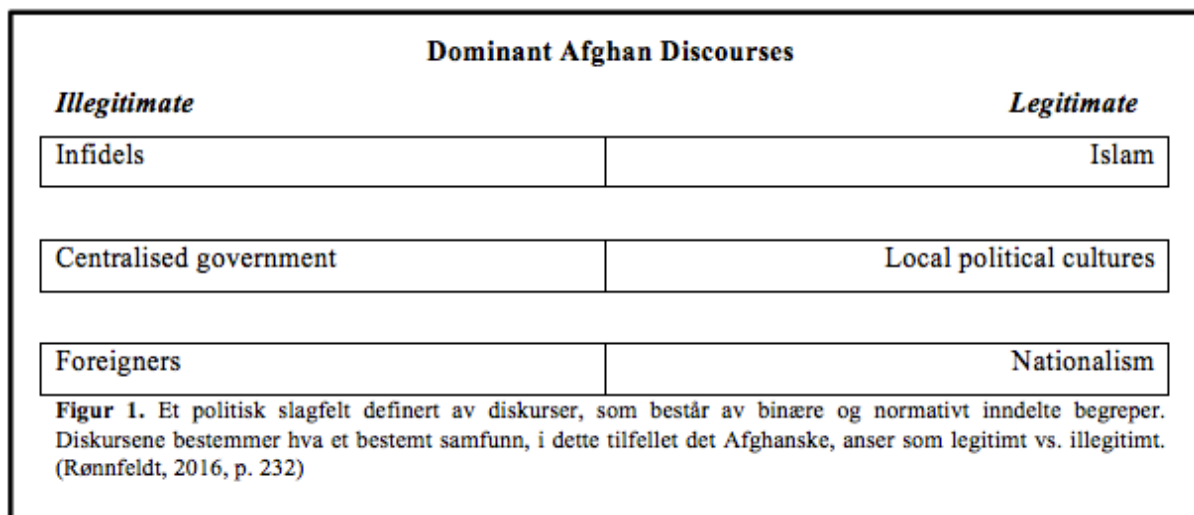 Dominant Afghan Discourses
Illegitimate Legitimate
Infidels Islam
Centralised government Local political cultures
Foreigners Nationalism
Figur 1. Et politisk slagfelt definert av diskurser, som består av binære og normativt inndelte begreper.
Diskursene bestemmer hva et bestemt samfunn, i dette tilfellet det Afghanske, anser som legitimt vs. illegitimt.
(Rønnfeldt, 2016, p. 232)